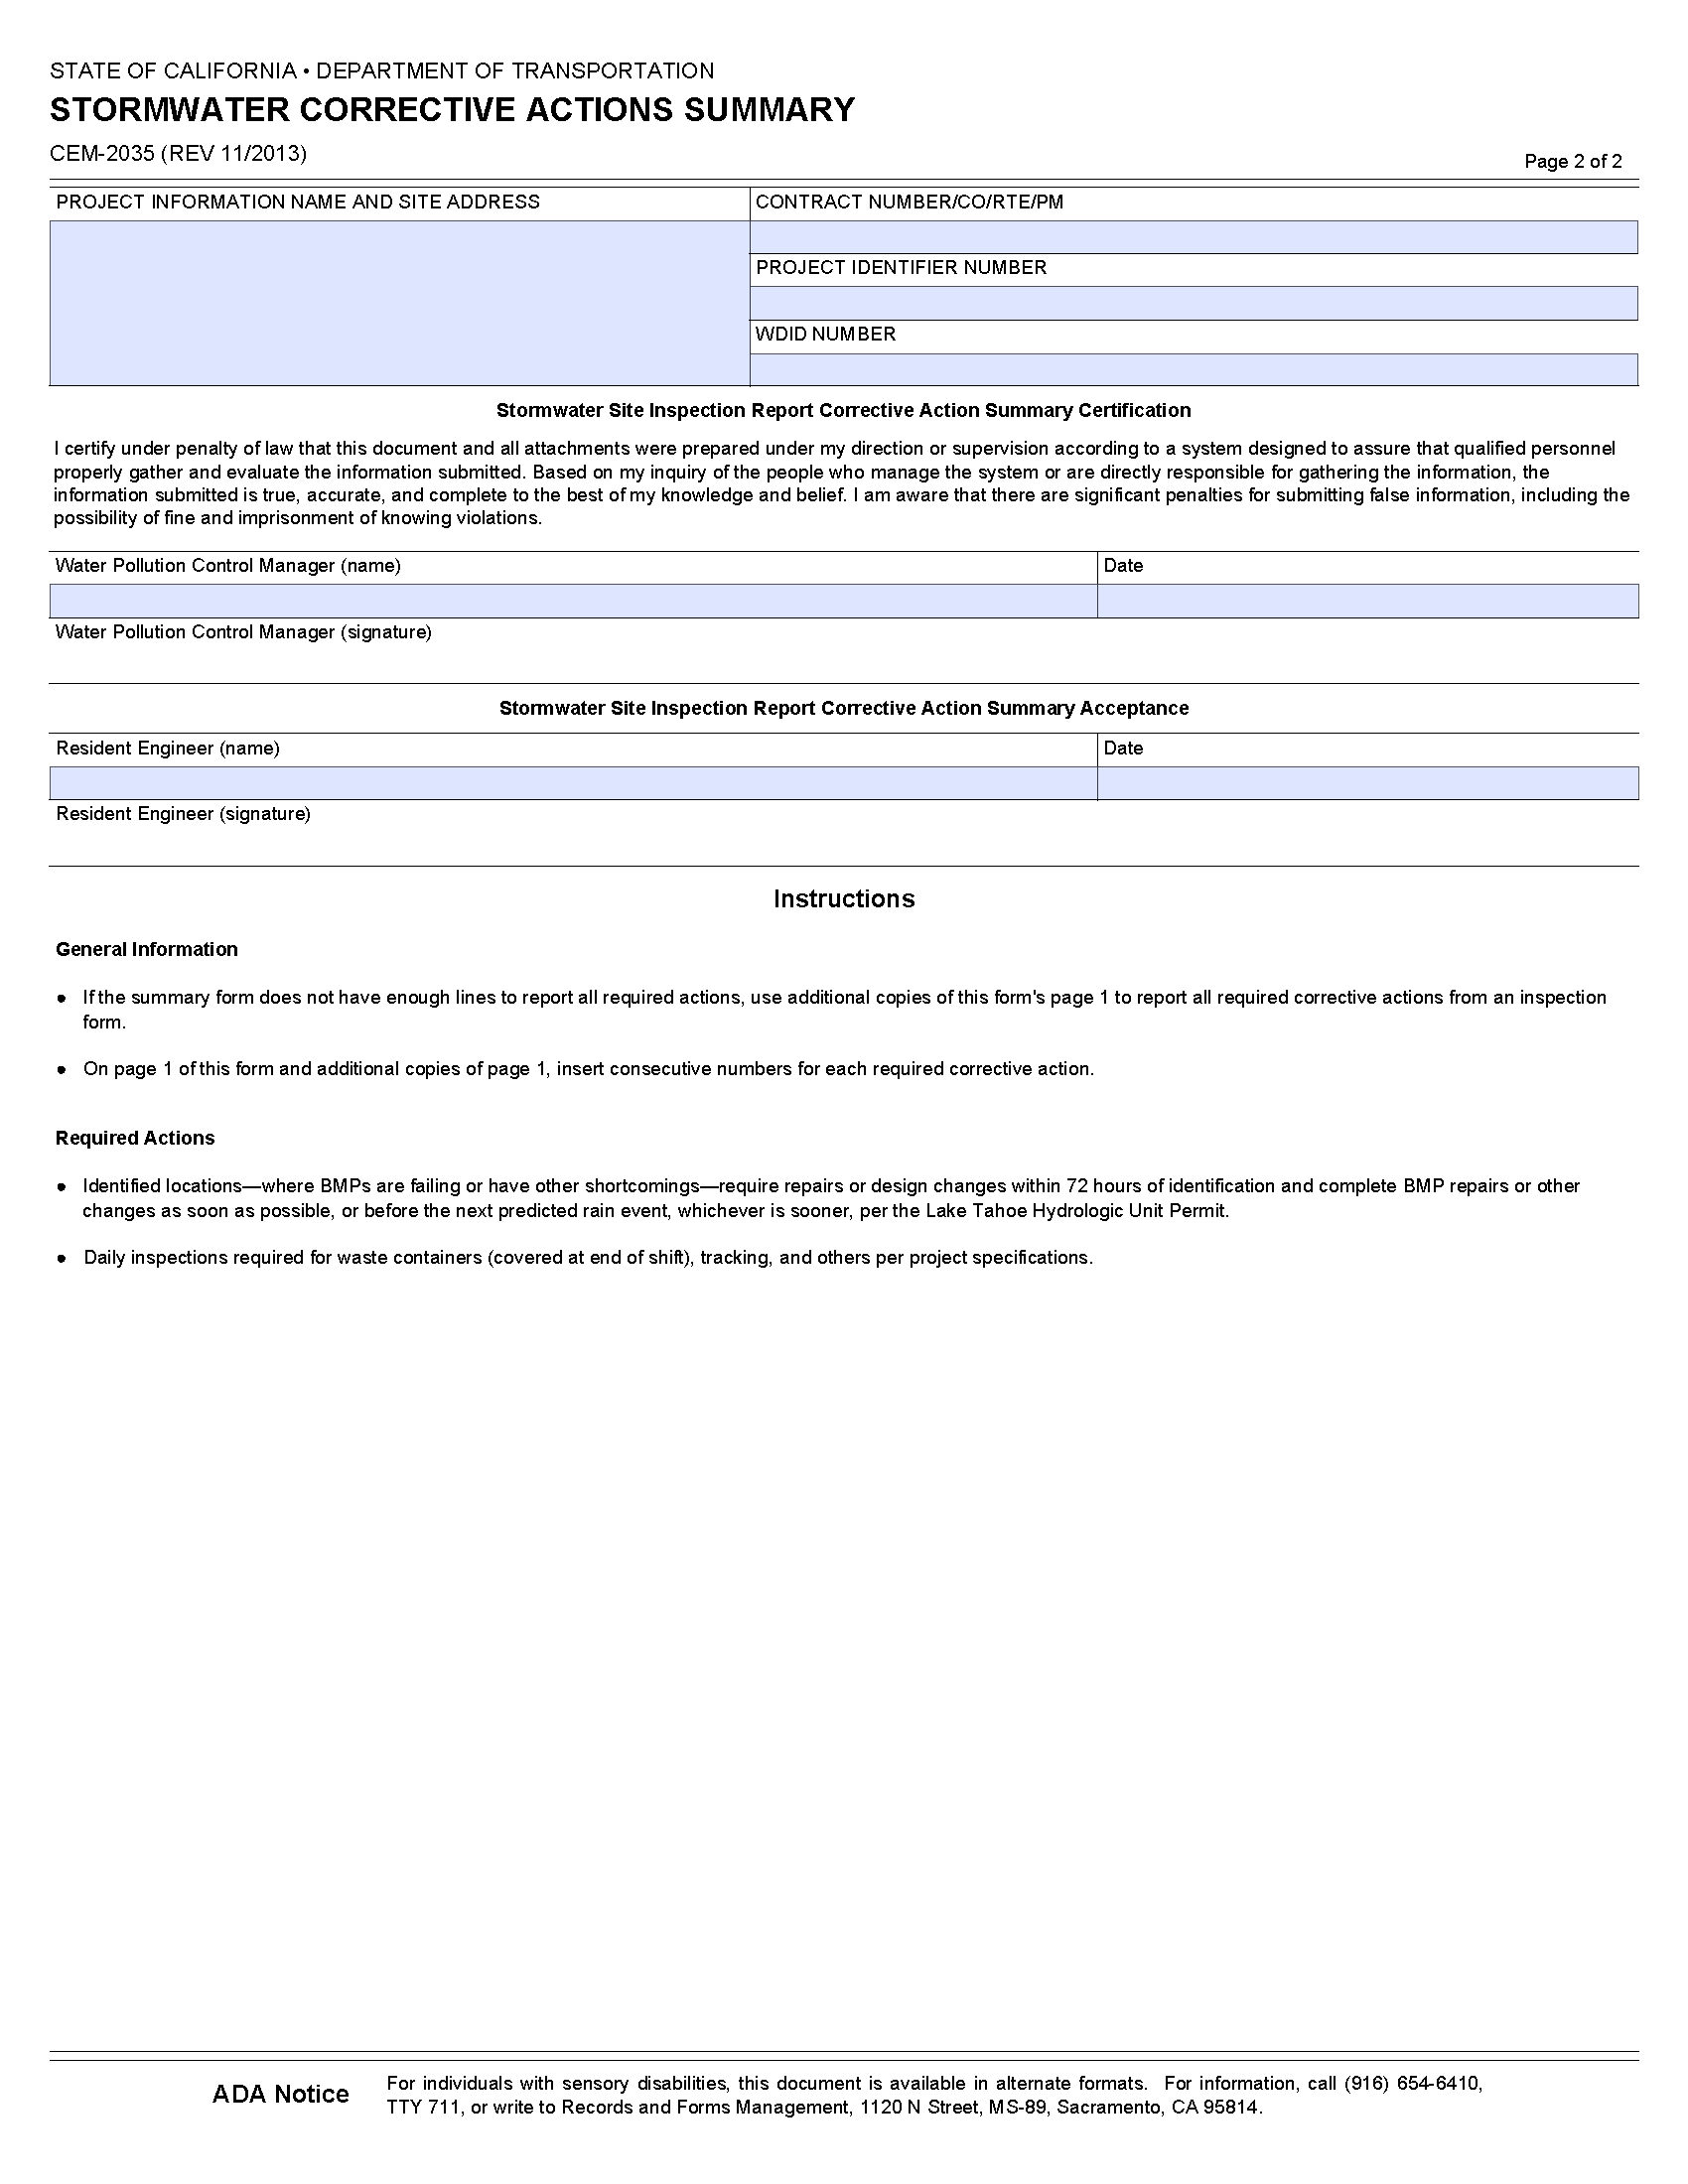 STATE OF CALIFORNIA • DEPARTMENT OF TRANSPORTATION
STORMWATER CORRECTIVE ACTIONS SUMMARY
CEM-2035 (REV 11/2013)
Page 2 of 2
PROJECT INFORMATION NAME AND SITE ADDRESS
CONTRACT NUMBER/CO/RTE/PM
PROJECT IDENTIFIER NUMBER
WDID NUMBER
Stormwater Site Inspection Report Corrective Action Summary Certification
I certify under penalty of law that this document and all attachments were prepared under my direction or supervision according to a system designed to assure that qualified personnel
properly gather and evaluate the information submitted. Based on my inquiry of the people who manage the system or are directly responsible for gathering the information, the
information submitted is true, accurate, and complete to the best of my knowledge and belief. I am aware that there are significant penalties for submitting false information, including the
possibility of fine and imprisonment of knowing violations.
Water Pollution Control Manager (name)
Date
Water Pollution Control Manager (signature)
Stormwater Site Inspection Report Corrective Action Summary Acceptance
Resident Engineer (name)
Date
Resident Engineer (signature)
Instructions
General Information
• If the summary form does not have enough lines to report all required actions, use additional copies of this form's page 1 to report all required corrective actions from an inspection
form.
• On page 1 of this form and additional copies of page 1, insert consecutive numbers for each required corrective action.
Required Actions
• Identified locations—where BMPs are failing or have other shortcomings—require repairs or design changes within 72 hours of identification and complete BMP repairs or other
changes as soon as possible, or before the next predicted rain event, whichever is sooner, per the Lake Tahoe Hydrologic Unit Permit.
• Daily inspections required for waste containers (covered at end of shift), tracking, and others per project specifications.
ADA Notice
For individuals with sensory disabilities, this document is available in alternate formats. For information, call (916) 654-6410,
TTY 711, or write to Records and Forms Management, 1120 N Street, MS-89, Sacramento, CA 95814.